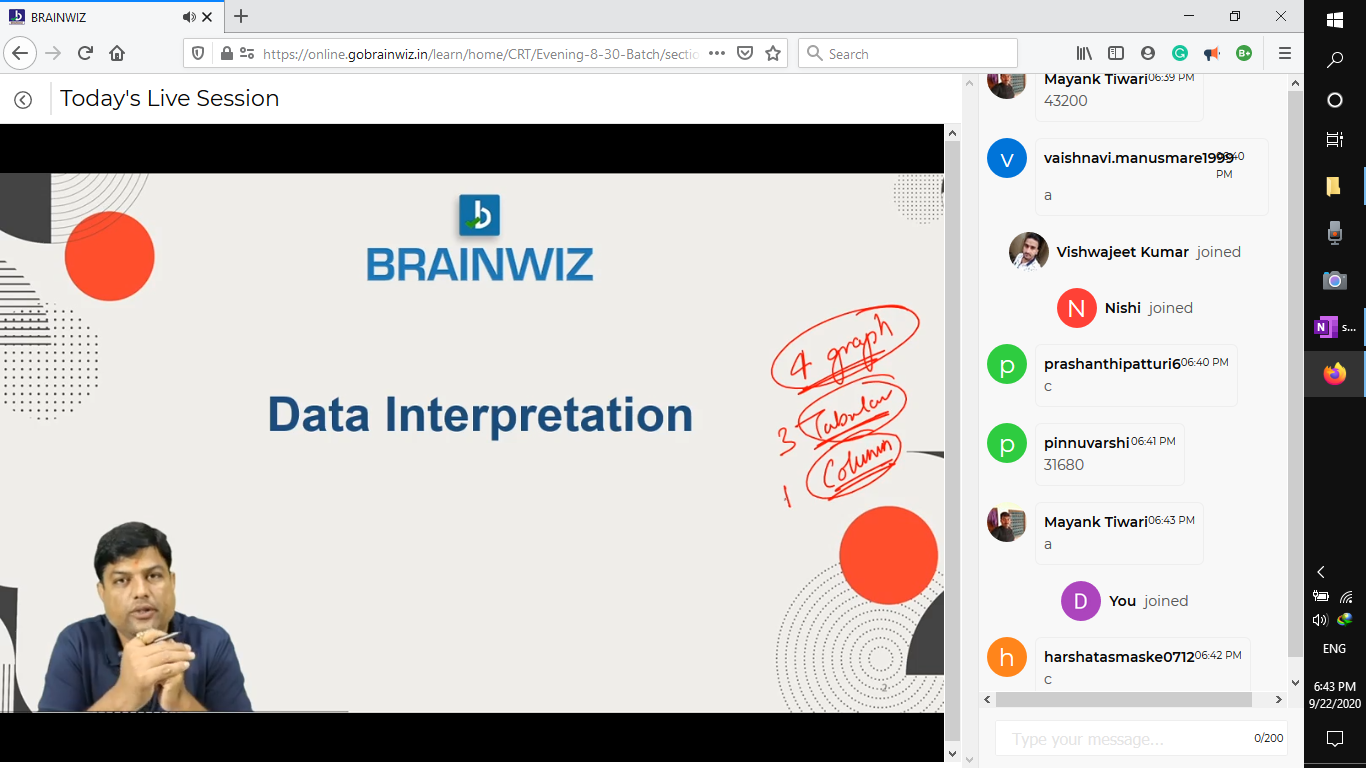 BRAINWIZ
https://online.gobrainwiz.in/learn/home/CRT/Evening-8-30-Batch/sectio
Search
Today's Live Session
b
BRAINWIZ
Data Interpretation
4 graph
3 Tabular
1 Column
2
Mayank Tiwari 06:39 PM
43200
v
vaishnavi.manusmare1999 06:40 PM
a
Vishwajeet Kumar joined
N
Nishi joined
p
prashanthipatturi6 06:40 PM
c
p
pinnuvarshi 06:41 PM
31680
Mayank Tiwari 06:43 PM
a
D
You joined
h
harshatasmaske0712 06:42 PM
c
Type your message...
0/200
G
B+
N
s...
ENG
6:43 PM
9/22/2020